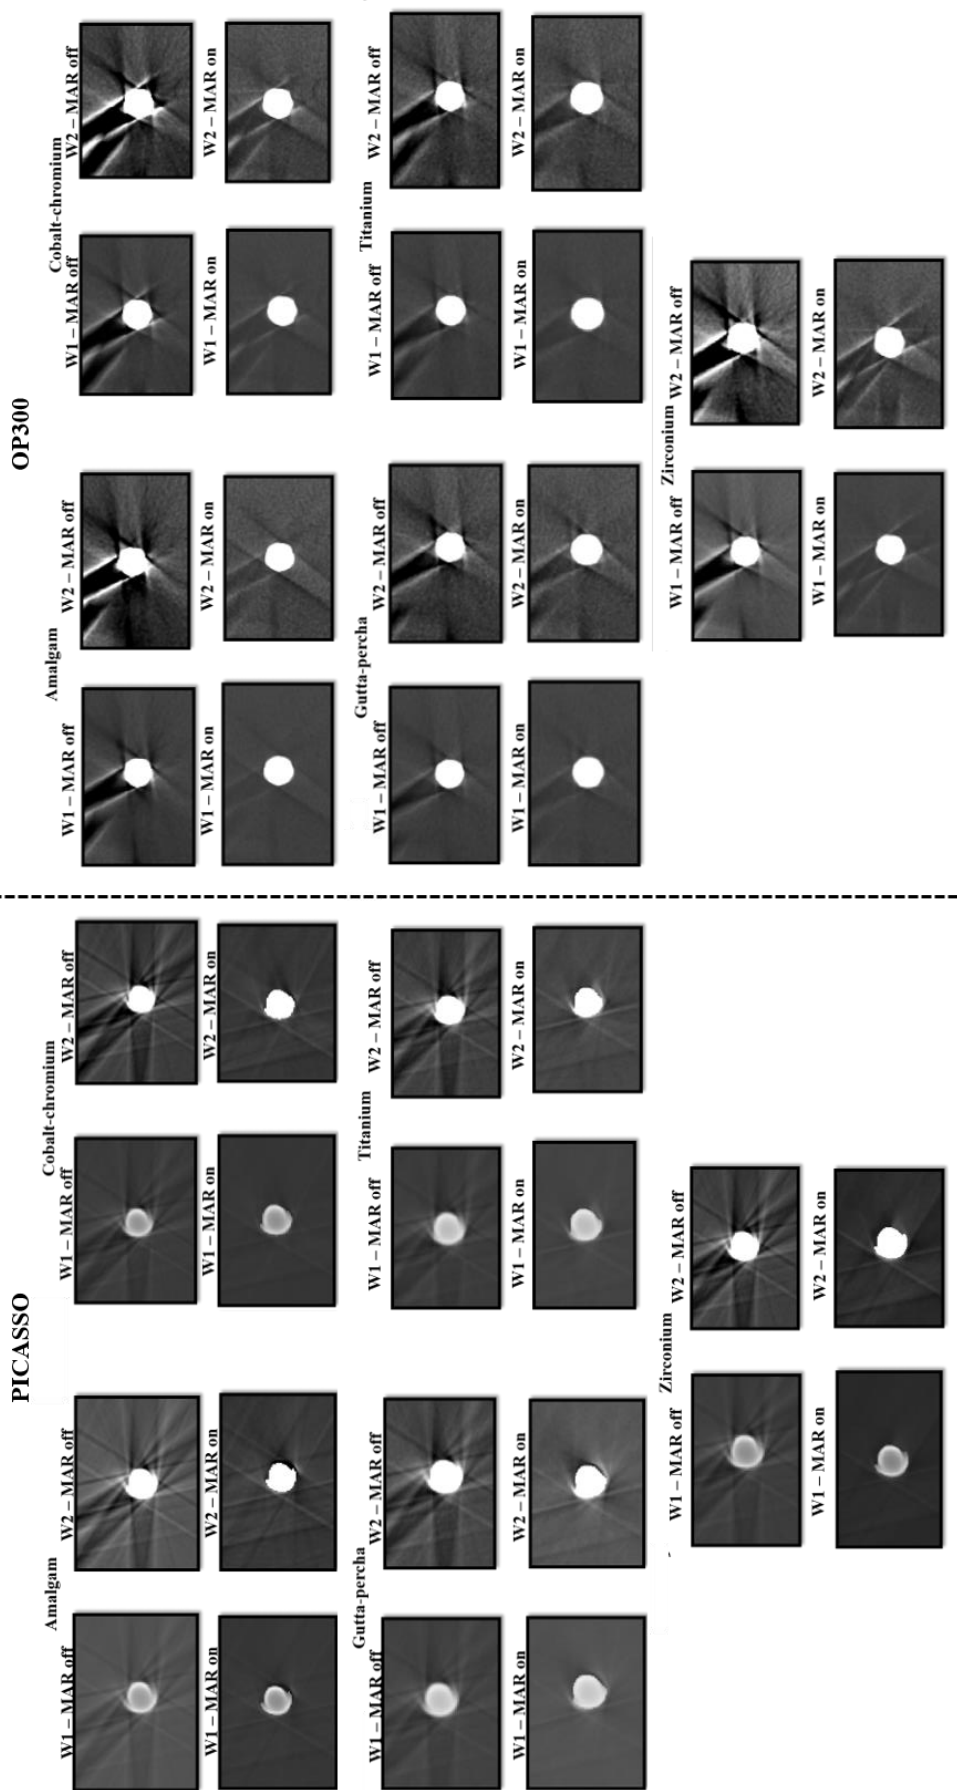 PICASSO
Amalgam
W1 – MAR off
W2 – MAR off
W1 – MAR on
W2 – MAR on
Cobalt-chromium
W1 – MAR off
W2 – MAR off
W1 – MAR on
W2 – MAR on
Gutta-percha
W1 – MAR off
W2 – MAR off
W1 – MAR on
W2 – MAR on
Titanium
W1 – MAR off
W2 – MAR off
W1 – MAR on
W2 – MAR on
Zirconium
W1 – MAR off
W2 – MAR off
W1 – MAR on
W2 – MAR on
OP300
Amalgam
W1 – MAR off
W2 – MAR off
W1 – MAR on
W2 – MAR on
Cobalt-chromium
W1 – MAR off
W2 – MAR off
W1 – MAR on
W2 – MAR on
Gutta-percha
W1 – MAR off
W2 – MAR off
W1 – MAR on
W2 – MAR on
Titanium
W1 – MAR off
W2 – MAR off
W1 – MAR on
W2 – MAR on
Zirconium
W1 – MAR off
W2 – MAR off
W1 – MAR on
W2 – MAR on